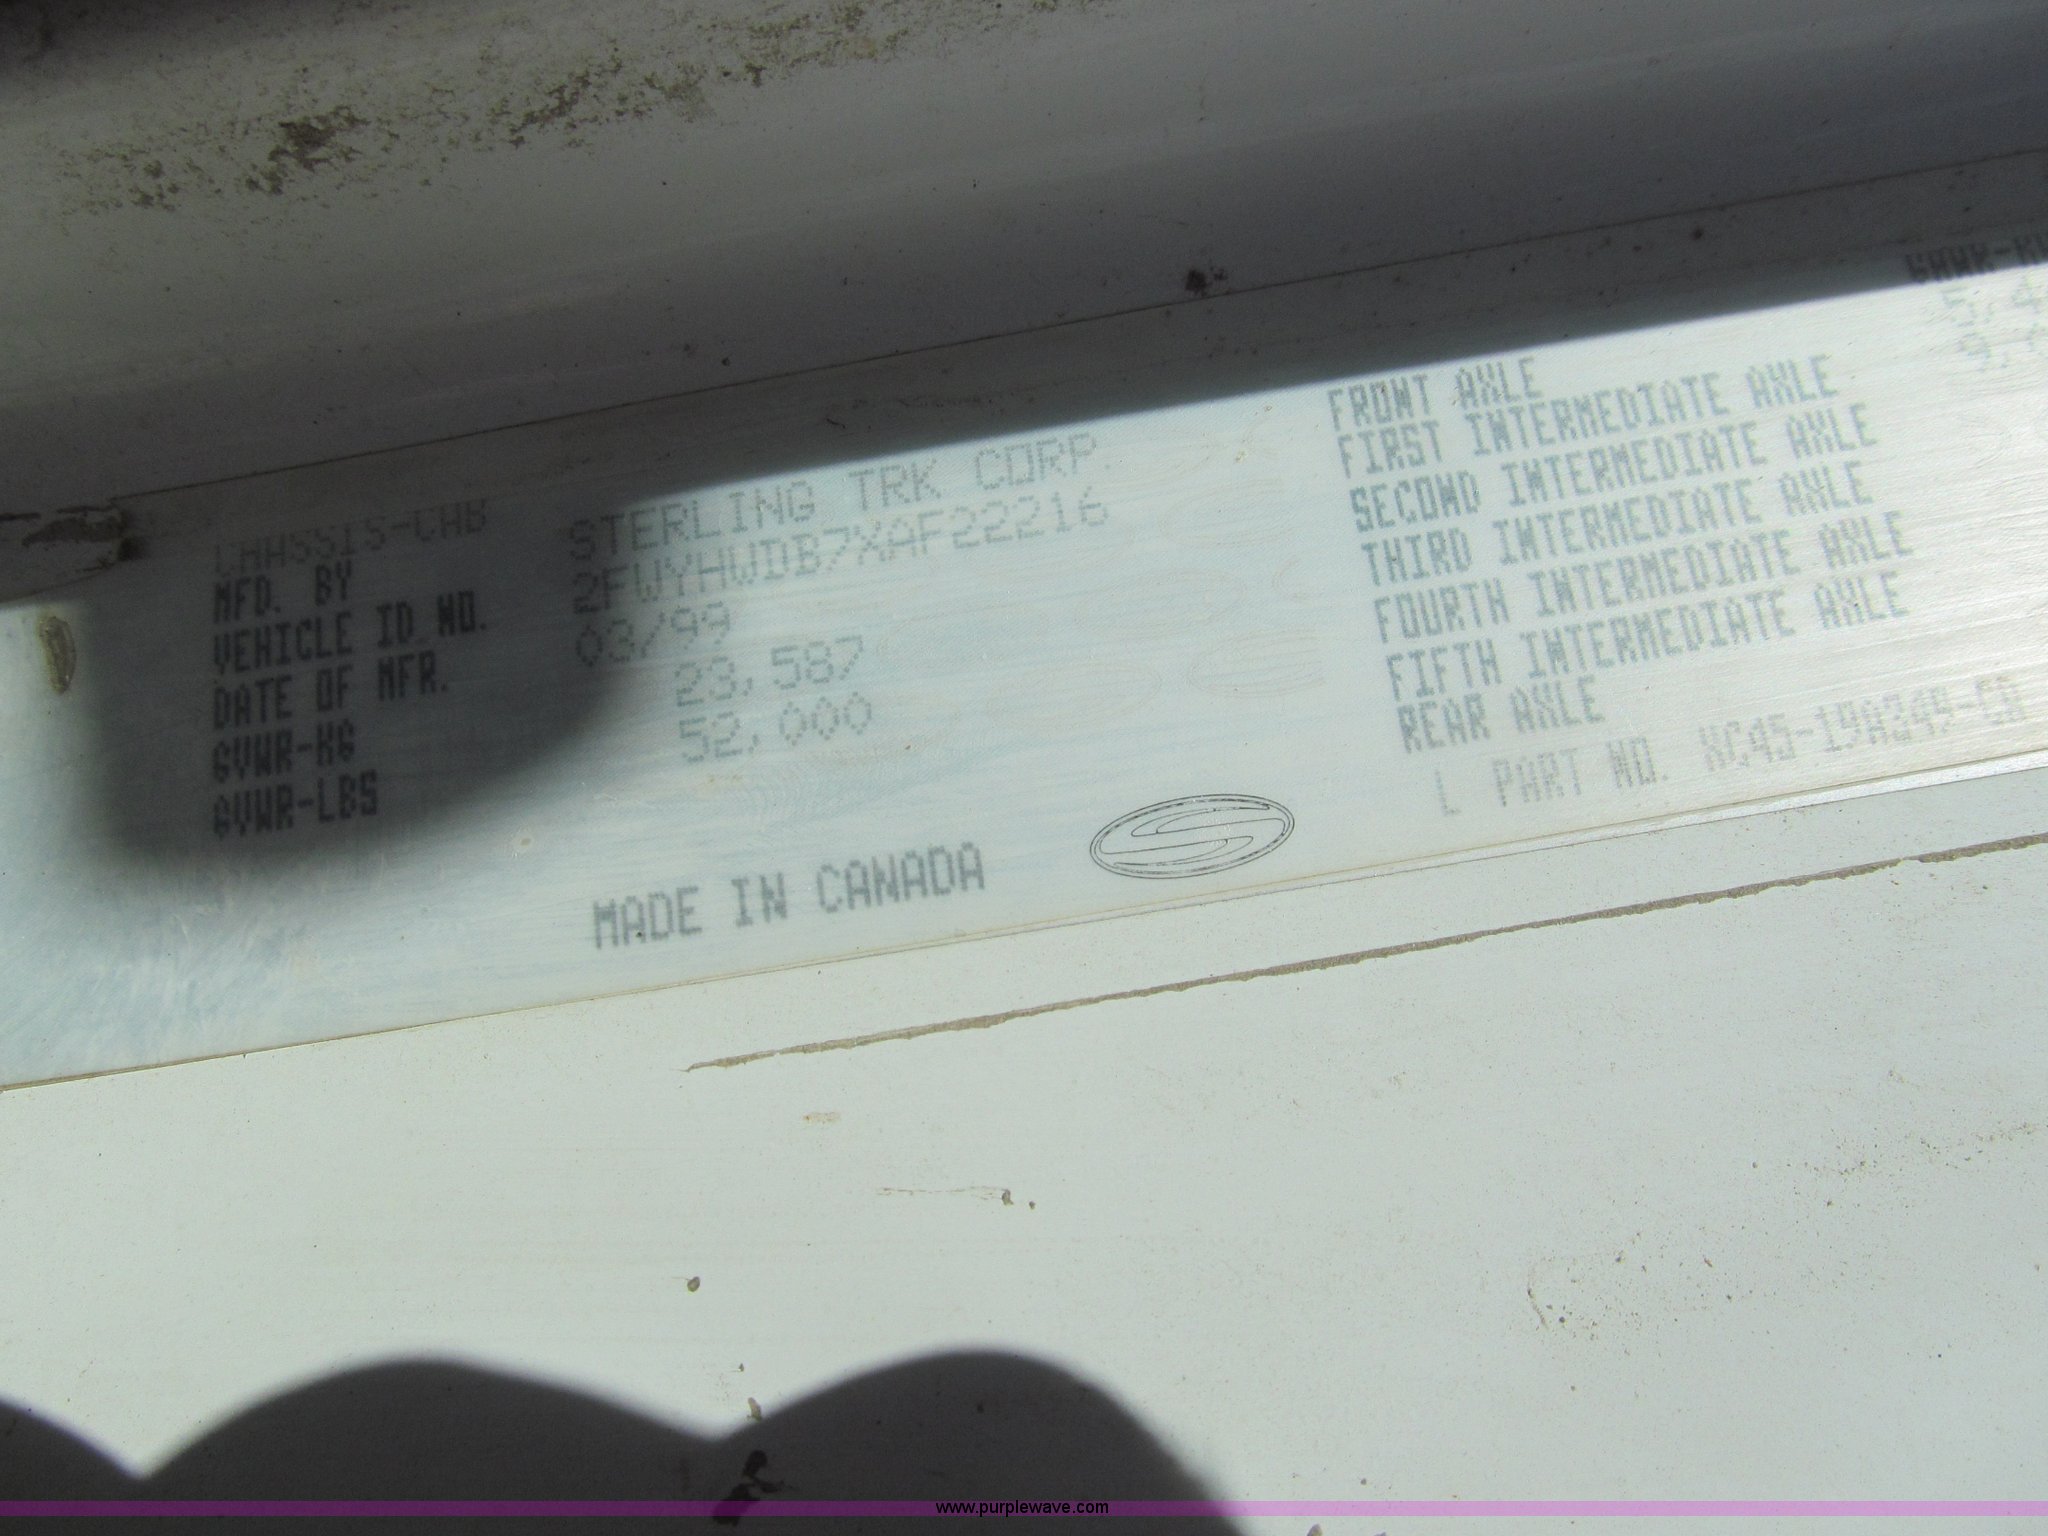 CHASSIS-CAB
MFD. BY STERLING TRK CORP.
VEHICLE ID NO. 2FWYHWDB7XAF22216
DATE OF MFR. 03/99
GVWR-KG 23,587
GVWR-LBS 52,000
MADE IN CANADA
FRONT AXLE
FIRST INTERMEDIATE AXLE
SECOND INTERMEDIATE AXLE
THIRD INTERMEDIATE AXLE
FOURTH INTERMEDIATE AXLE
FIFTH INTERMEDIATE AXLE
REAR AXLE
L PART NO.
www.purplewave.com